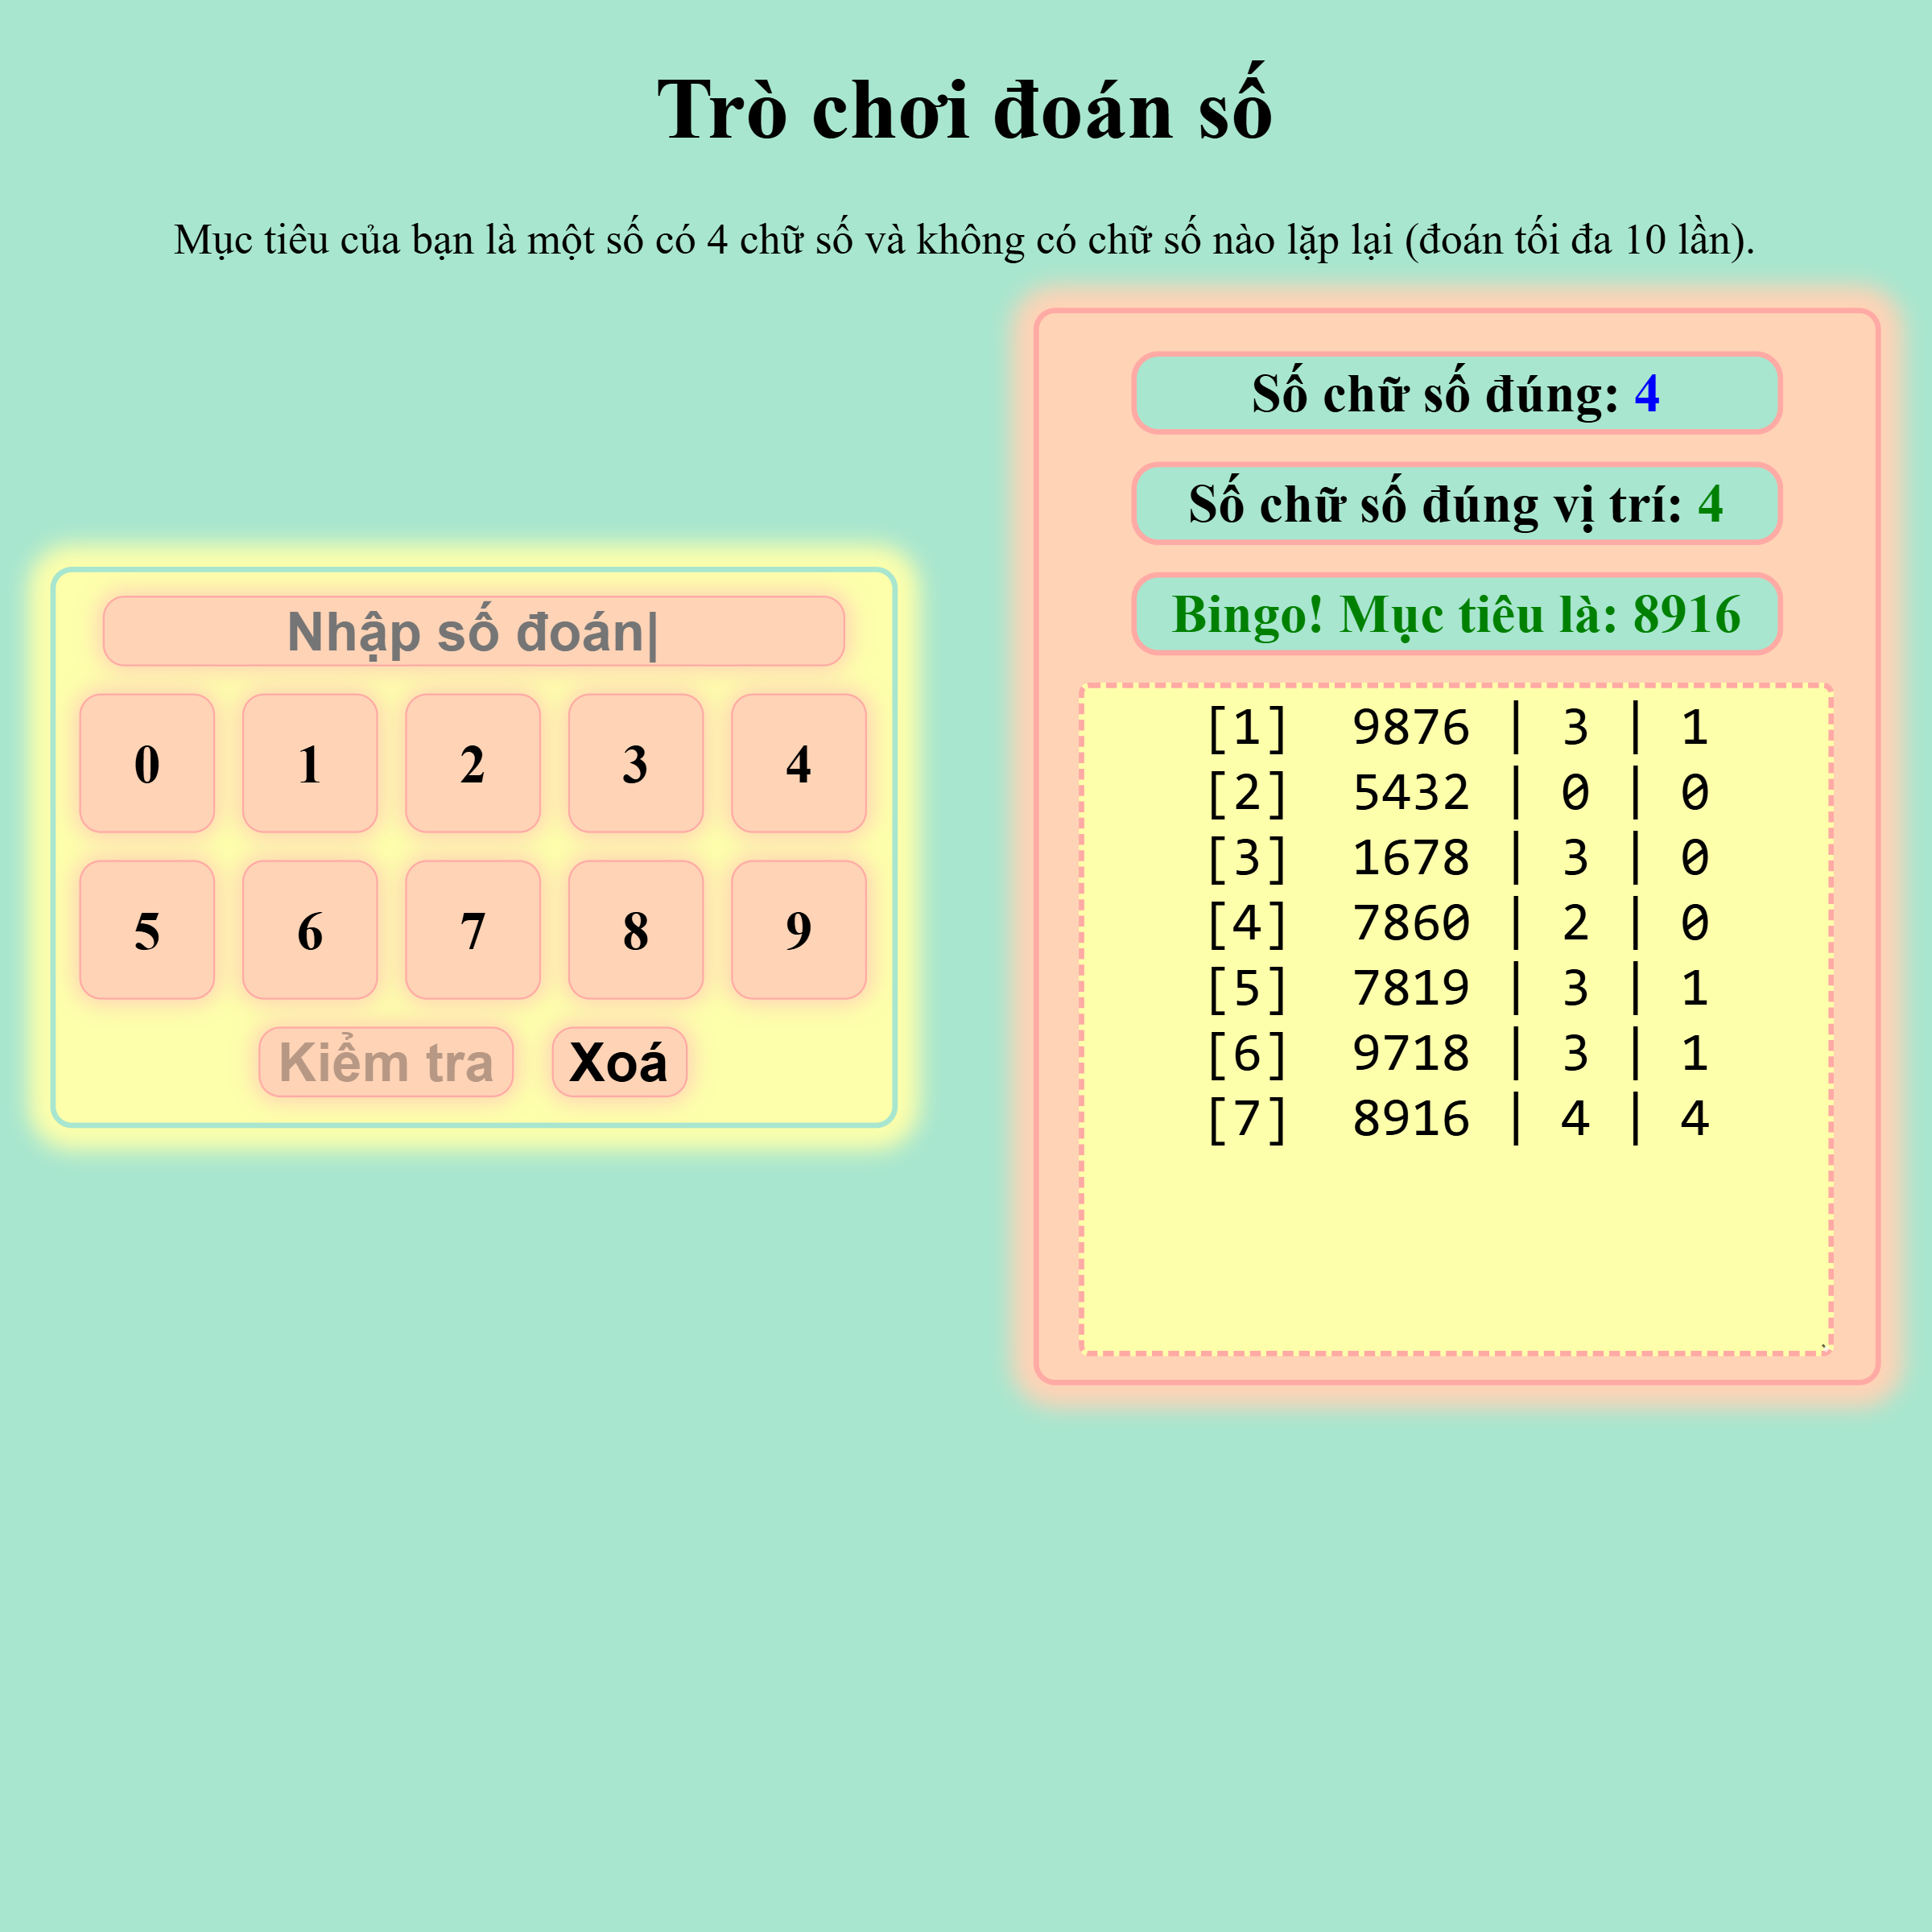 Trò chơi đoán số
Mục tiêu của bạn là một số có 4 chữ số và không có chữ số nào lặp lại (đoán tối đa 10 lần).
Nhập số đoán|
0 1 2 3 4
5 6 7 8 9
Kiểm tra Xoá
Số chữ số đúng: 4
Số chữ số đúng vị trí: 4
Bingo! Mục tiêu là: 8916
[1] 9876 | 3 | 1
[2] 5432 | 0 | 0
[3] 1678 | 3 | 0
[4] 7860 | 2 | 0
[5] 7819 | 3 | 1
[6] 9718 | 3 | 1
[7] 8916 | 4 | 4